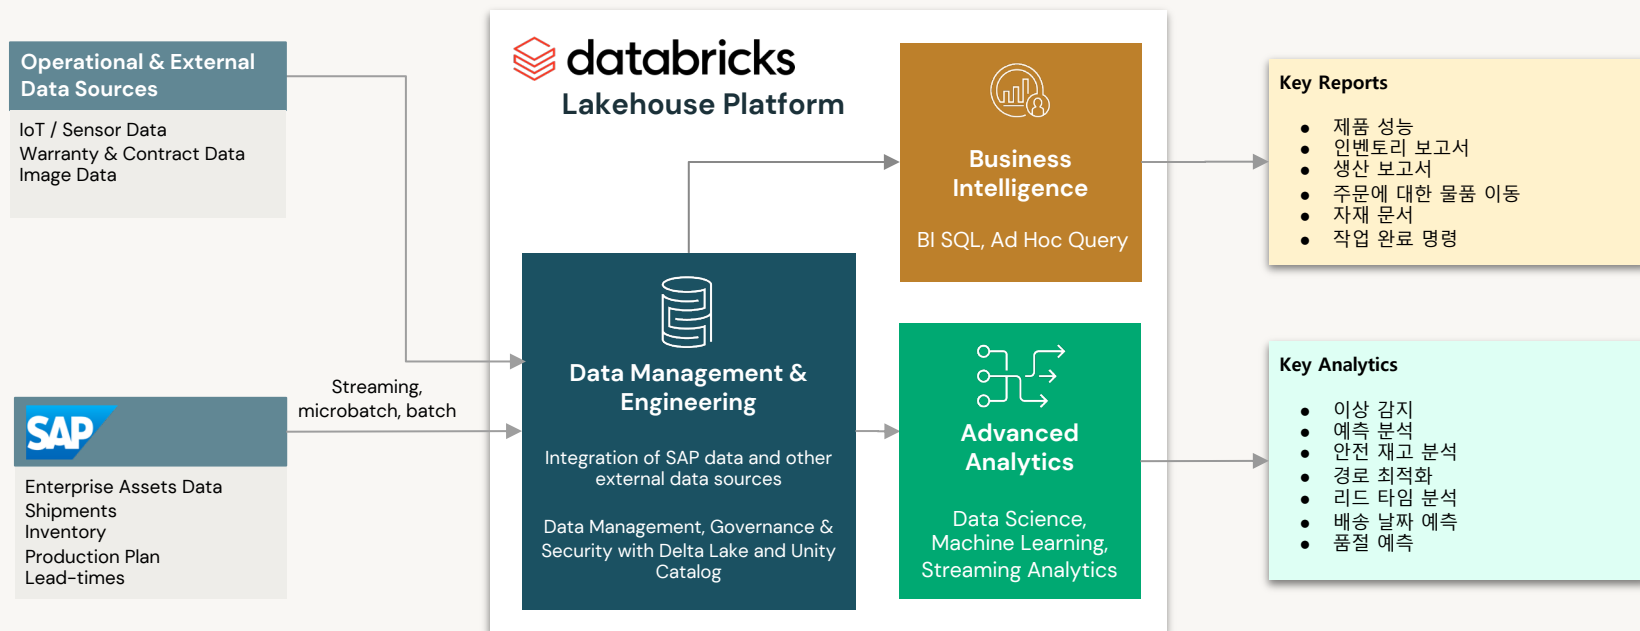 Operational & External
Data Sources
IoT / Sensor Data
Warranty & Contract Data
Image Data
SAP
Enterprise Assets Data
Shipments
Inventory
Production Plan
Lead-times
Streaming,
microbatch, batch
databricks
Lakehouse Platform
Data Management &
Engineering
Integration of SAP data and other
external data sources
Data Management, Governance &
Security with Delta Lake and Unity
Catalog
Business
Intelligence
BI SQL, Ad Hoc Query
Advanced
Analytics
Data Science,
Machine Learning,
Streaming Analytics
Key Reports
● 제품 성능
● 인벤토리 보고서
● 생산 보고서
● 주문에 대한 물품 이동
● 자재 문서
● 작업 완료 명령
Key Analytics
● 이상 감지
● 예측 분석
● 안전 재고 분석
● 경로 최적화
● 리드 타임 분석
● 배송 날짜 예측
● 품절 예측